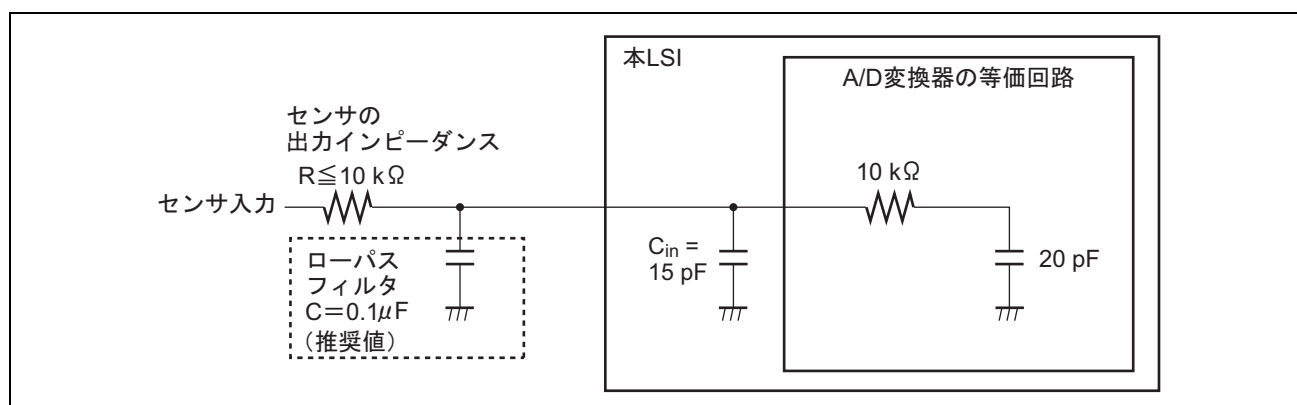 本LSI
A/D変換器の等価回路
センサの
出力インピーダンス
R≦10 kΩ
センサ入力
10 kΩ
ローパス
フィルタ
C=0.1μF
(推奨値)
Cin =
15 pF
20 pF